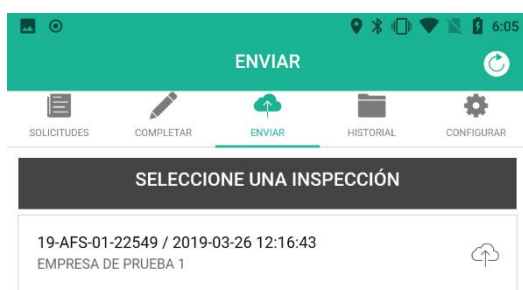 6:05
ENVIAR
SOLICITUDES COMPLETAR ENVIAR HISTORIAL CONFIGURAR
SELECCIONE UNA INSPECCIÓN
19-AFS-01-22549 / 2019-03-26 12:16:43
EMPRESA DE PRUEBA 1